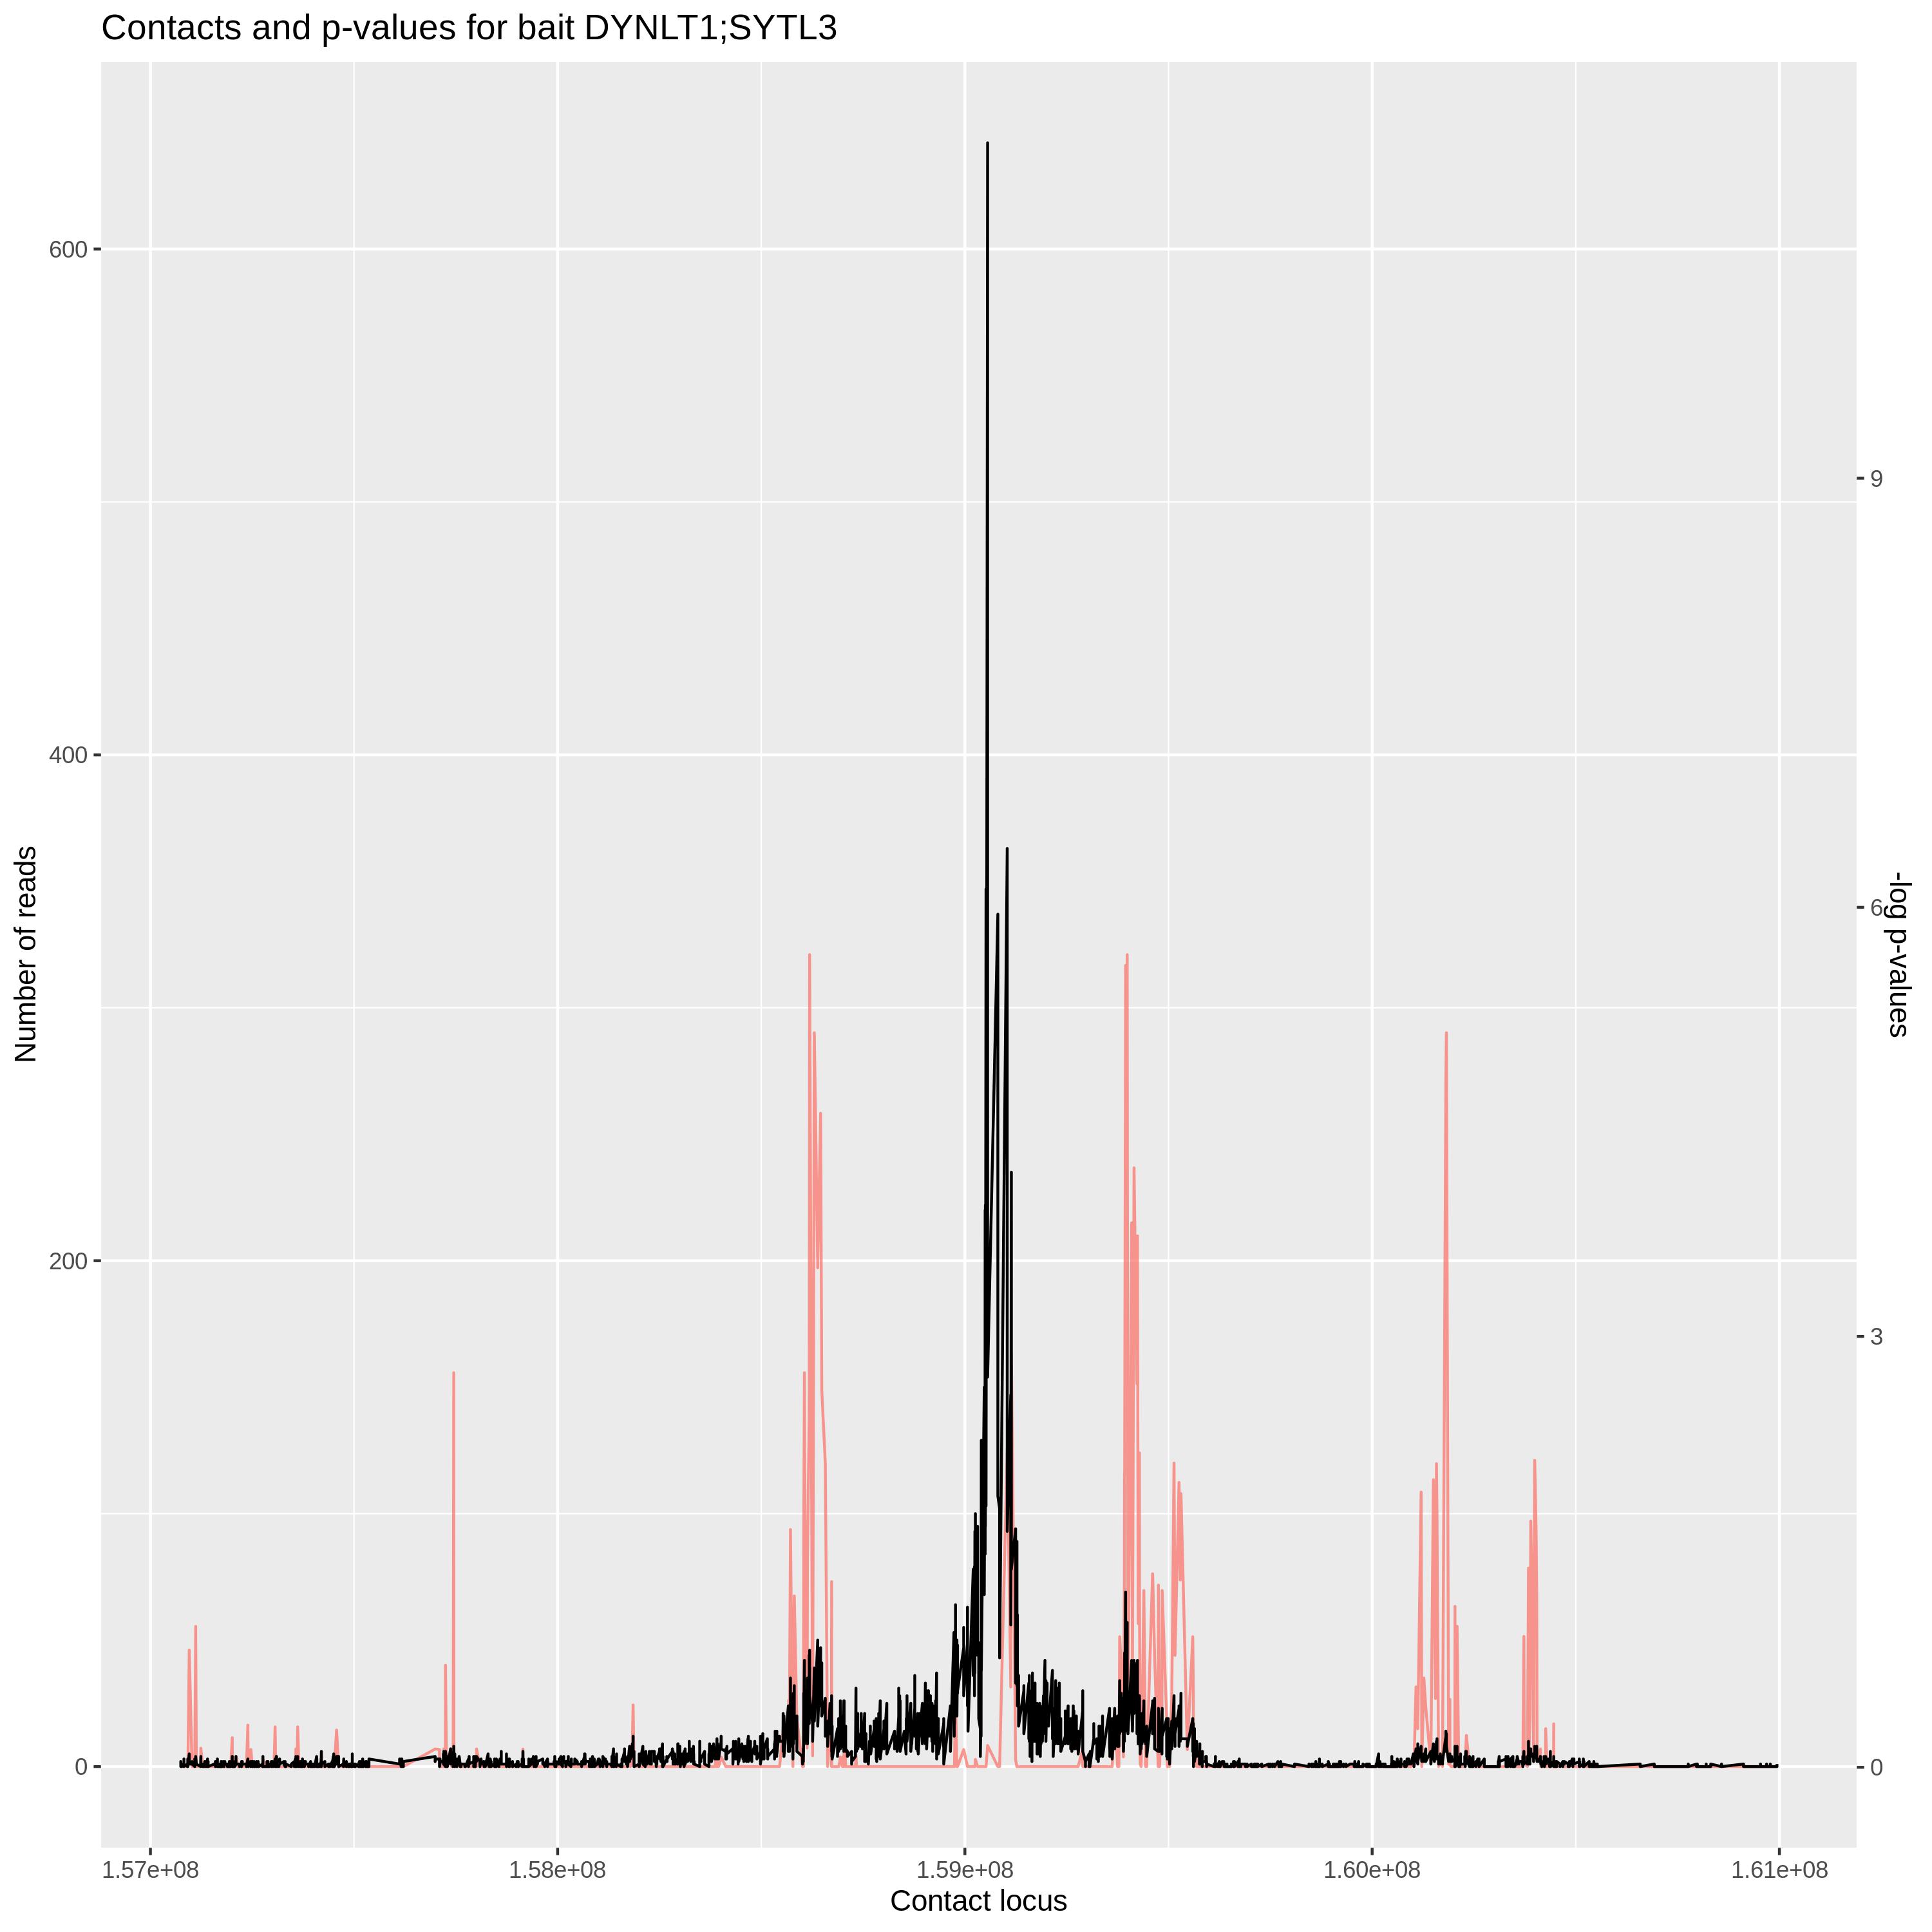 Contacts and p-values for bait DYNLT1;SYTL3
Number of reads
600
400
200
0
9
6
3
0
-log p-values
1.57e+08
1.58e+08
1.59e+08
1.60e+08
1.61e+08
Contact locus